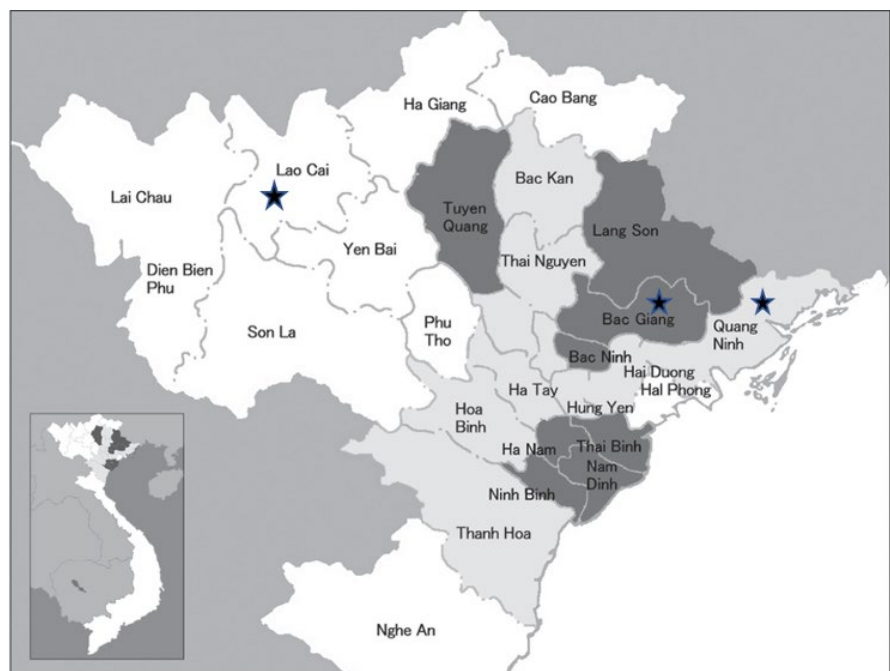 Cao Bang
Ha Giang
Lao Cai
Bac Kan
Lai Chau
Tuyen
Quang
Lang Son
Yen Bai
Thai Nguyen
Dien Bien
Phu
Bac Giang
Son La
Phu
Tho
Quang
Ninh
Bac Ninh
Hai Duong
Ha Tay
Hal Phong
Hoa
Binh
Hung Yen
Ha Nam
Thai Binh
Nam
Dinh
Ninh Binh
Thanh Hoa
Nghe An